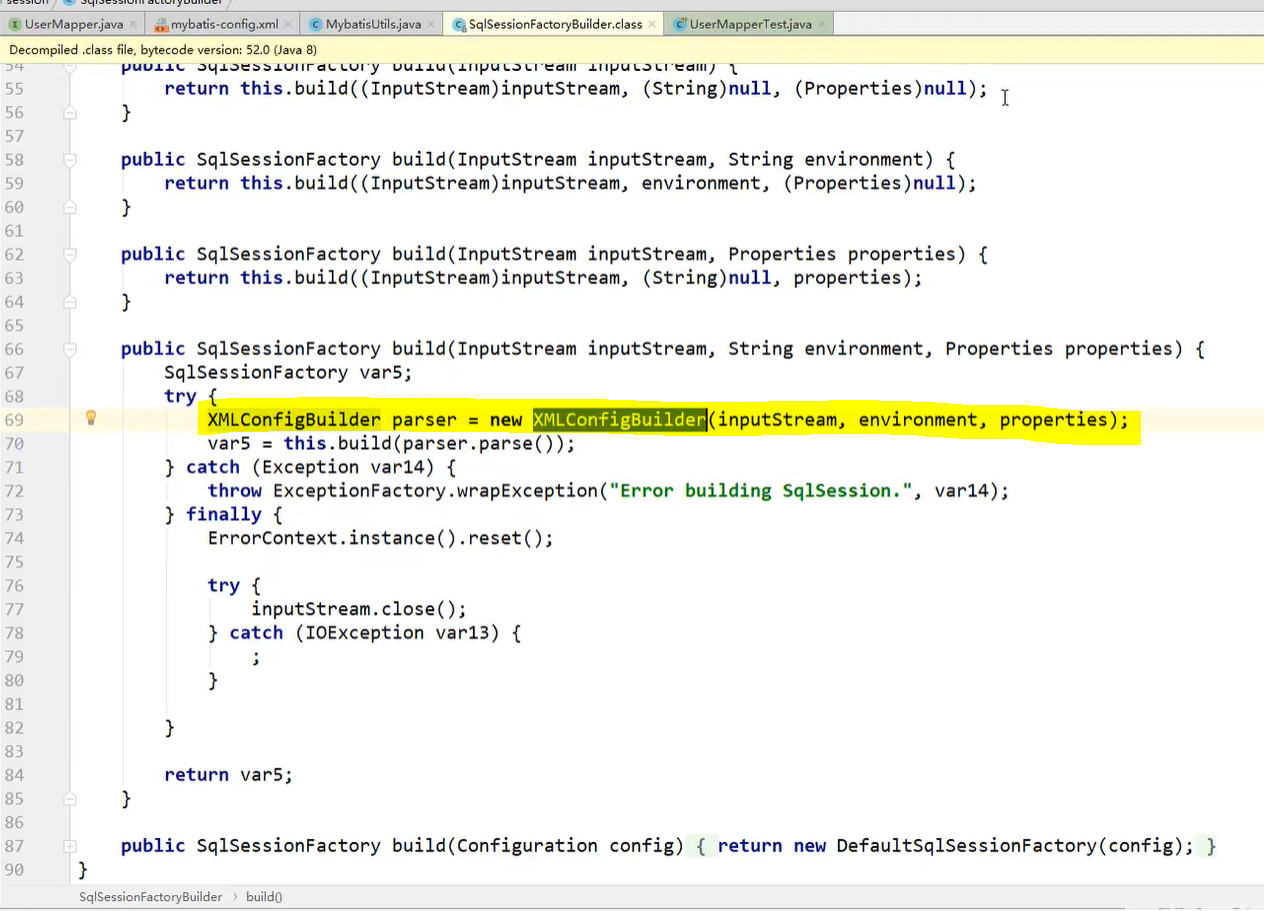 session SqlSessionFactoryBuilder
UserMapper.java mybatis-config.xml MybatisUtils.java SqlSessionFactoryBuilder.class UserMapperTest.java
Decompiled .class file, bytecode version: 52.0 (Java 8)
54 public SqlSessionFactory build(InputStream inputStream) {
55 return this.build((InputStream)inputStream, (String)null, (Properties)null);
56 }
57
58 public SqlSessionFactory build(InputStream inputStream, String environment) {
59 return this.build((InputStream)inputStream, environment, (Properties)null);
60 }
61
62 public SqlSessionFactory build(InputStream inputStream, Properties properties) {
63 return this.build((InputStream)inputStream, (String)null, properties);
64 }
65
66 public SqlSessionFactory build(InputStream inputStream, String environment, Properties properties) {
67 SqlSessionFactory var5;
68 try {
69 XMLConfigBuilder parser = new XMLConfigBuilder(inputStream, environment, properties);
70 var5 = this.build(parser.parse());
71 } catch (Exception var14) {
72 throw ExceptionFactory.wrapException("Error building SqlSession.", var14);
73 } finally {
74 ErrorContext.instance().reset();
75
76 try {
77 inputStream.close();
78 } catch (IOException var13) {
79 ;
80 }
81
82 }
83
84 return var5;
85 }
86
87 public SqlSessionFactory build(Configuration config) { return new DefaultSqlSessionFactory(config); }
90 }
SqlSessionFactoryBuilder › build()